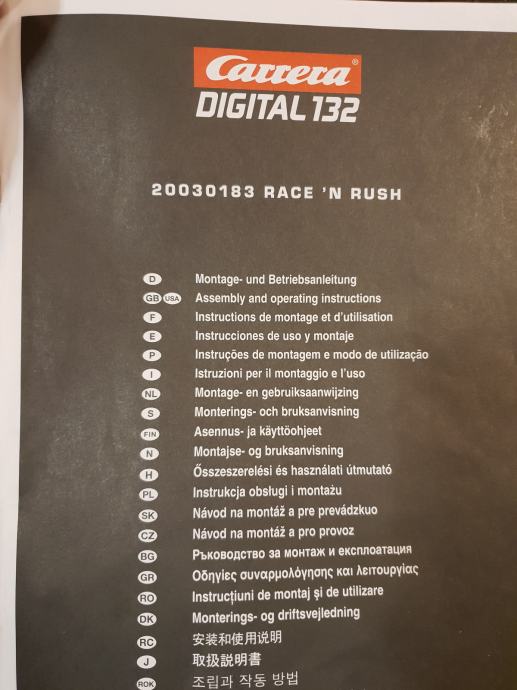 Carrera®
DIGITAL 132
20030183 RACE 'N RUSH
D Montage- und Betriebsanleitung
GB USA Assembly and operating instructions
F Instructions de montage et d'utilisation
E Instrucciones de uso y montaje
P Instruções de montagem e modo de utilização
I Istruzioni per il montaggio e l'uso
NL Montage- en gebruiksaanwijzing
S Monterings- och bruksanvisning
FIN Asennus- ja käyttöohjeet
N Montajse- og bruksanvisning
H Ősszeszerelési és használati útmutató
PL Instrukcja obsługi i montażu
SK Návod na montáž a pre prevádzkuo
CZ Návod na montáž a pro provoz
BG Ръководство за монтаж и експлоатация
GR Οδηγίες συναρμολόγησης και λειτουργίας
RO Instrucţiuni de montaj şi de utilizare
DK Monterings- og driftsvejledning
RC 安装和使用说明
J 取扱説明書
ROK 조립과 작동 방법